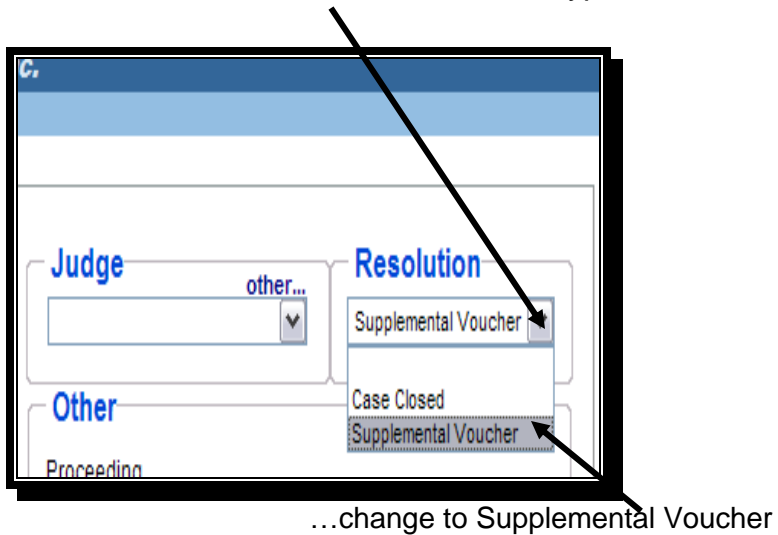 c.
Judge
other...
Resolution
Supplemental Voucher
Case Closed
Supplemental Voucher
Other
Proceeding
…change to Supplemental Voucher